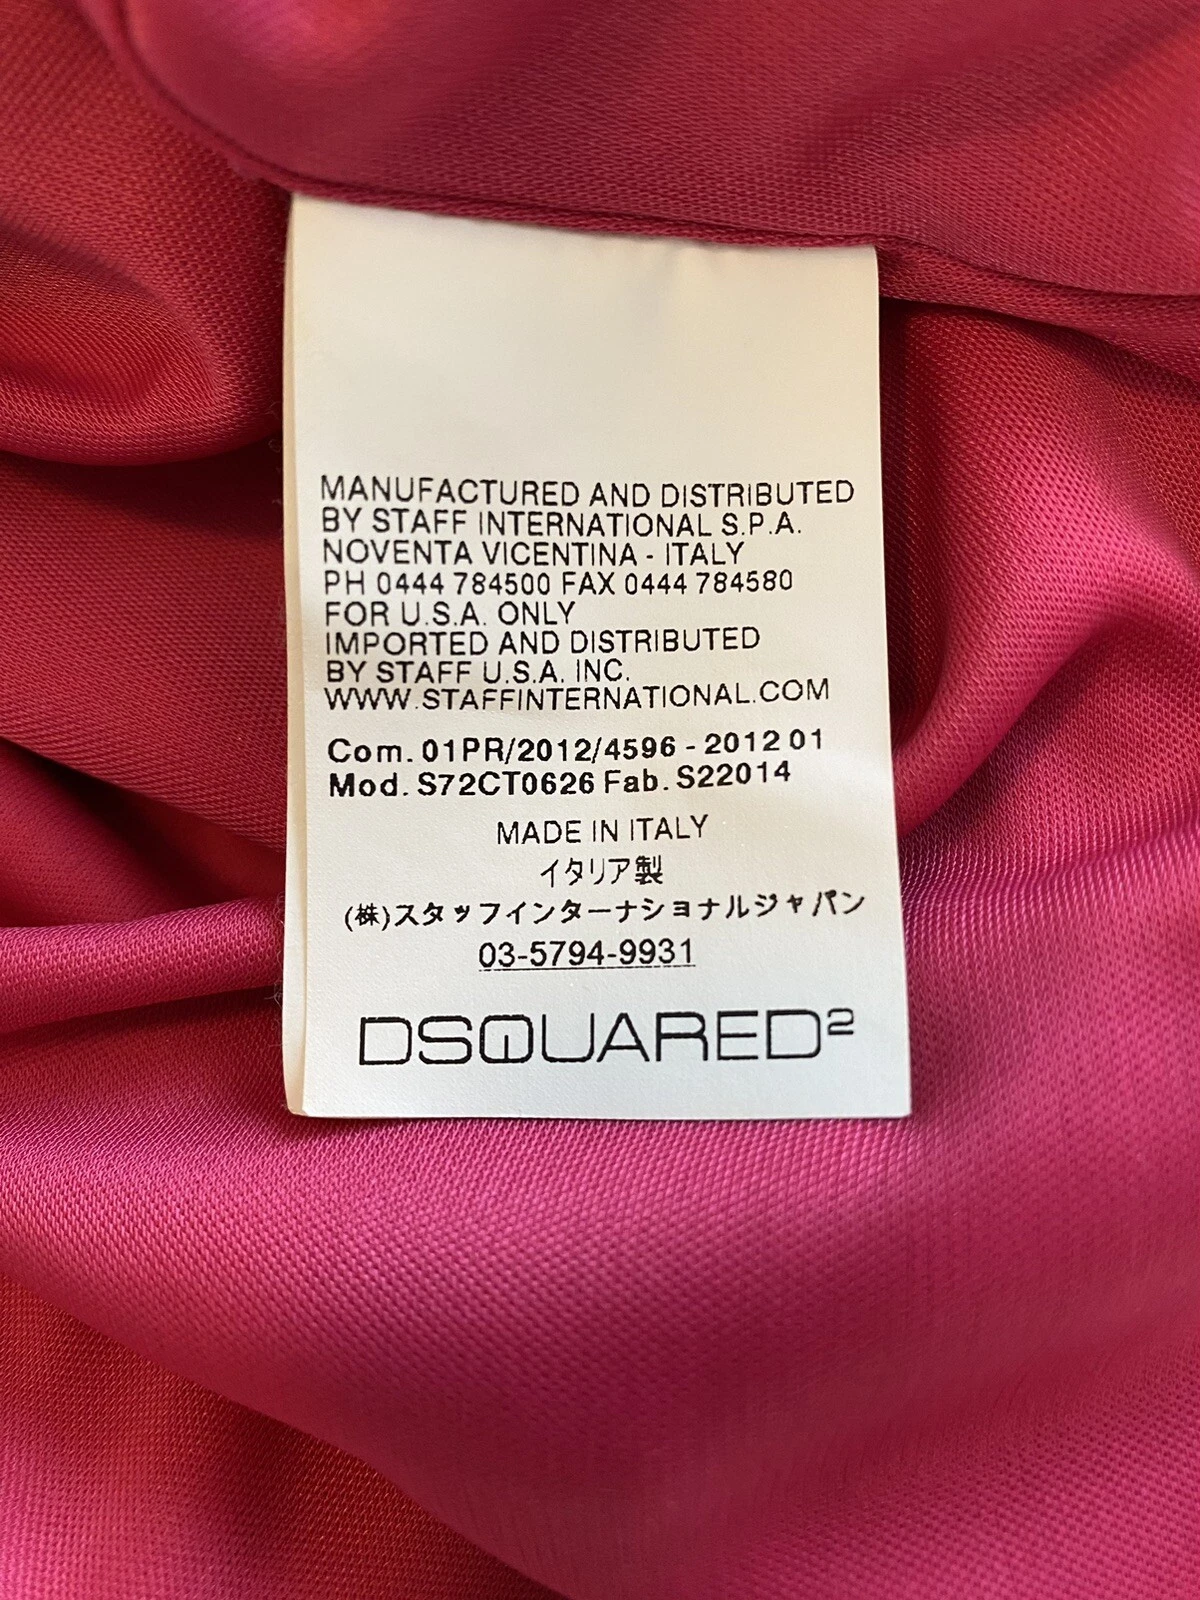 MANUFACTURED AND DISTRIBUTED
BY STAFF INTERNATIONAL S.P.A.
NOVENTA VICENTINA - ITALY
PH 0444 784500 FAX 0444 784580
FOR U.S.A. ONLY
IMPORTED AND DISTRIBUTED
BY STAFF U.S.A. INC.
WWW.STAFFINTERNATIONAL.COM
Com. 01PR/2012/4596 - 2012 01
Mod. S72CT0626 Fab. S22014
MADE IN ITALY
イタリア製
(株)スタッフインターナショナルジャパン
03-5794-9931
DSQUARED²